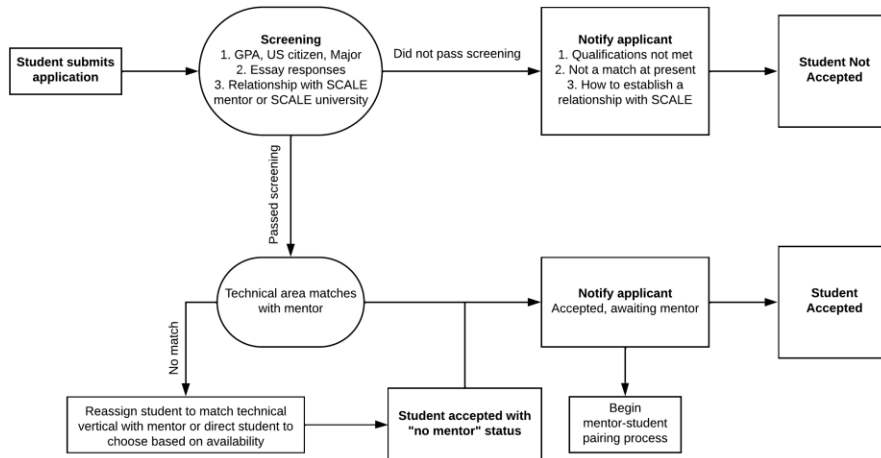 Student submits
application
Screening
1. GPA, US citizen, Major
2. Essay responses
3. Relationship with SCALE
mentor or SCALE university
Did not pass screening
Notify applicant
1. Qualifications not met
2. Not a match at present
3. How to establish a
relationship with SCALE
Student Not
Accepted
Passed screening
Technical area matches
with mentor
Notify applicant
Accepted, awaiting mentor
Student
Accepted
No match
Reassign student to match technical
vertical with mentor or direct student to
choose based on availability
Student accepted with
"no mentor" status
Begin
mentor-student
pairing process